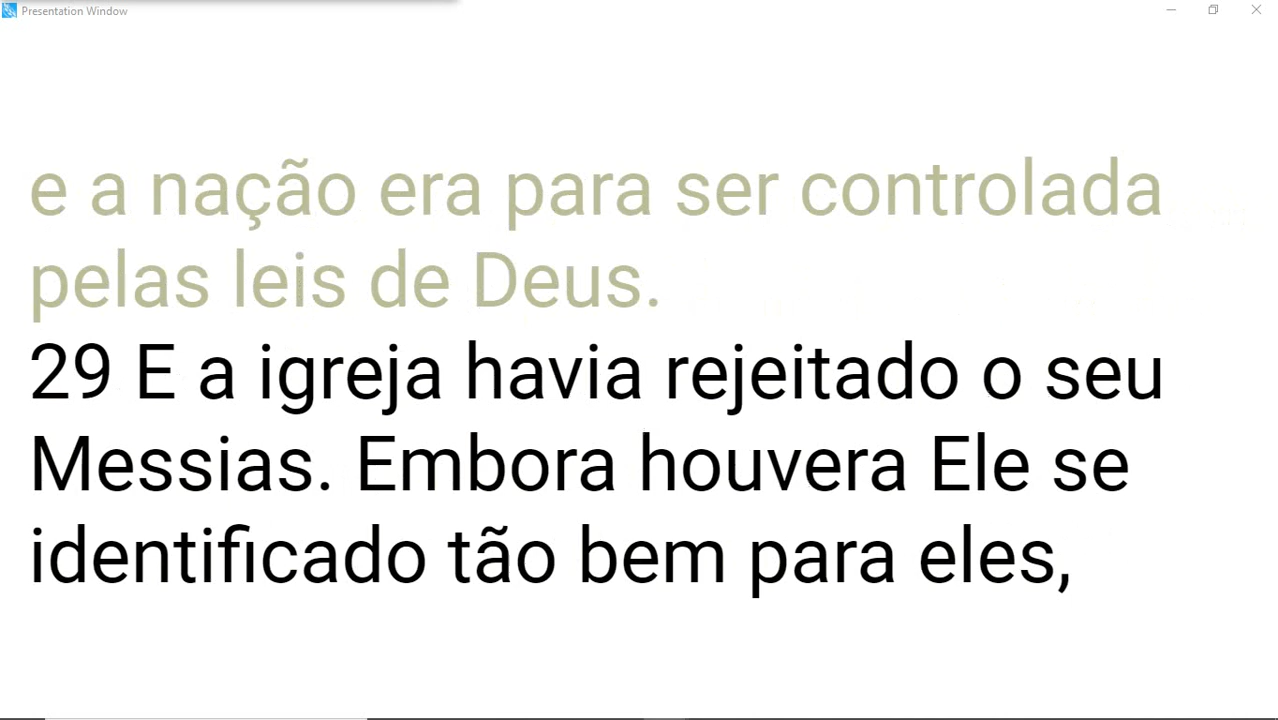 Presentation Window
e a nação era para ser controlada
pelas leis de Deus.
29 E a igreja havia rejeitado o seu
Messias. Embora houvera Ele se
identificado tão bem para eles,